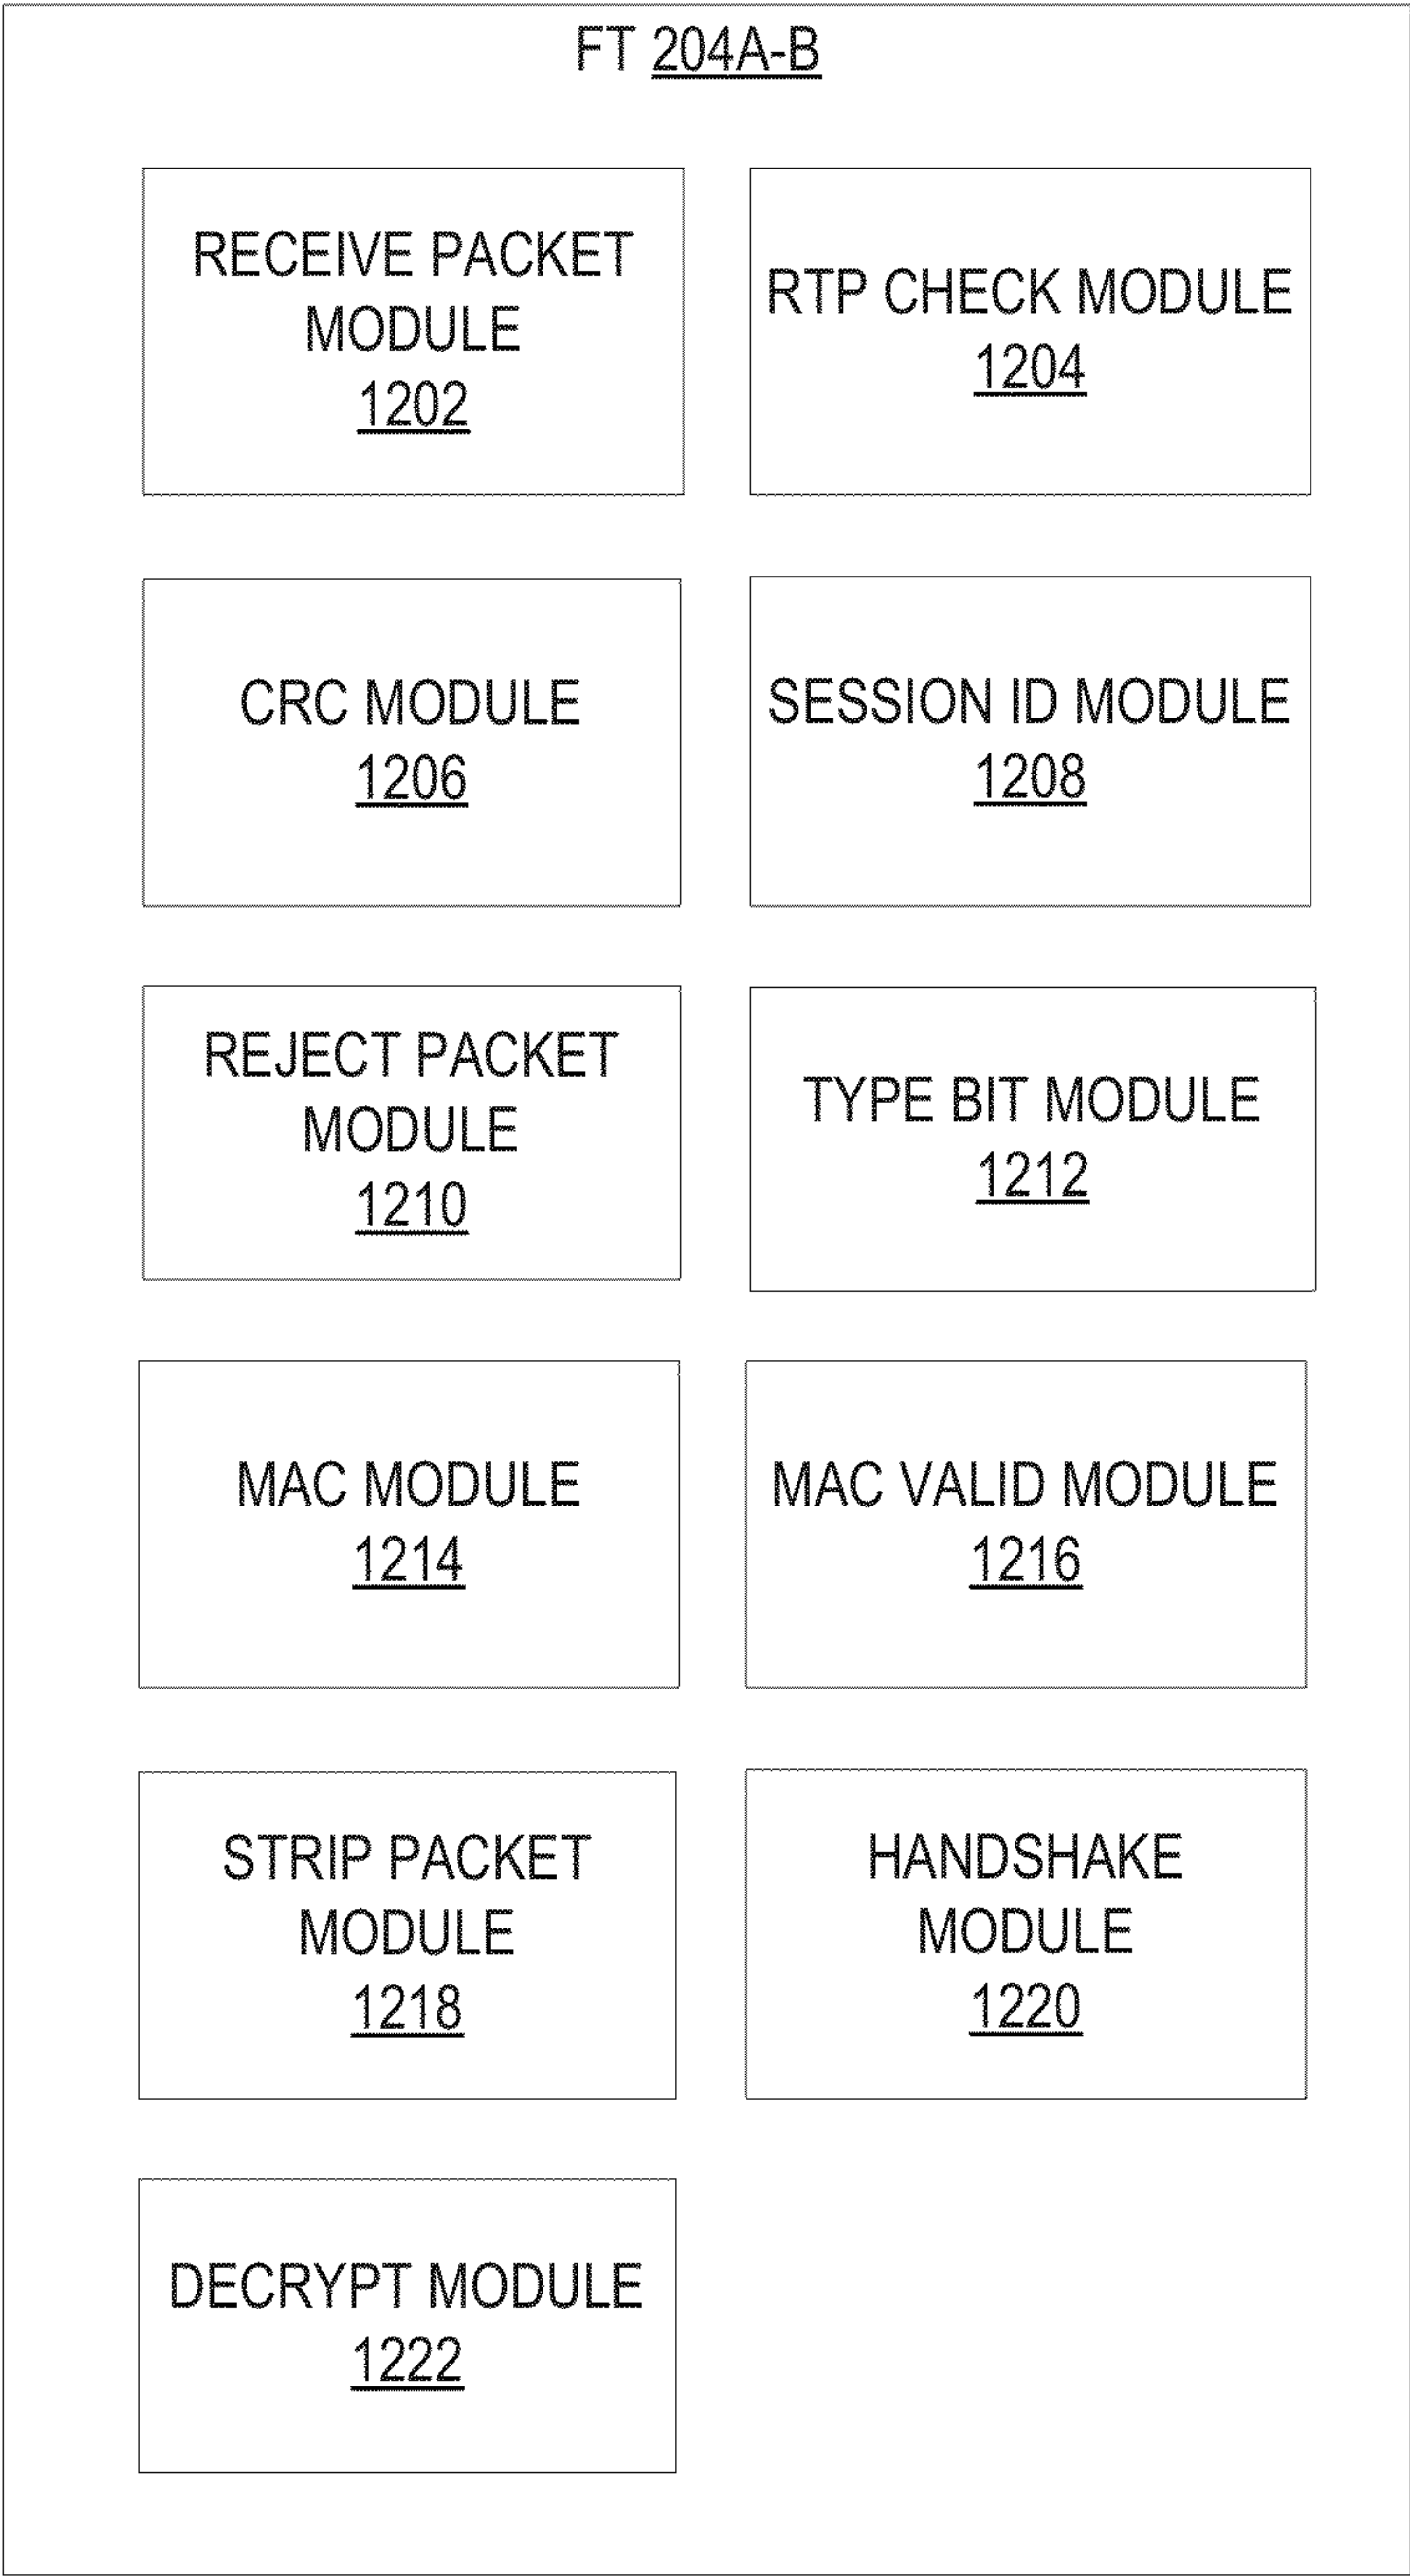 FT 204A-B
RECEIVE PACKET
MODULE
1202
RTP CHECK MODULE
1204
CRC MODULE
1206
SESSION ID MODULE
1208
REJECT PACKET
MODULE
1210
TYPE BIT MODULE
1212
MAC MODULE
1214
MAC VALID MODULE
1216
STRIP PACKET
MODULE
1218
HANDSHAKE
MODULE
1220
DECRYPT MODULE
1222